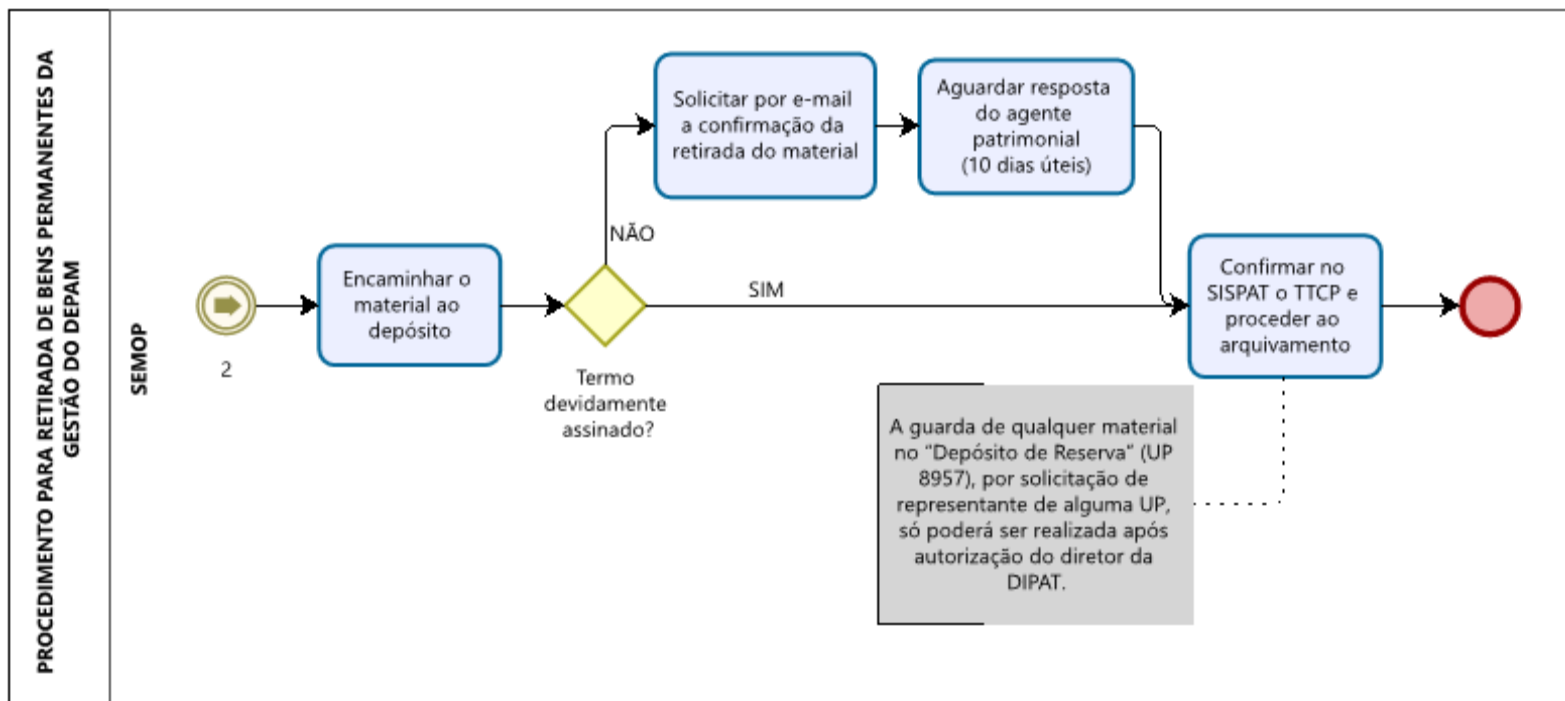 PROCEDIMENTO PARA RETIRADA DE BENS PERMANENTES DA
GESTÃO DO DEPAM
SEMOP
2
Encaminhar o
material ao
depósito
Termo
devidamente
assinado?
NÃO
Solicitar por e-mail
a confirmação da
retirada do material
Aguardar resposta
do agente
patrimonial
(10 dias úteis)
SIM
Confirmar no
SISPAT o TTCP e
proceder ao
arquivamento
A guarda de qualquer material
no “Depósito de Reserva” (UP
8957), por solicitação de
representante de alguma UP,
só poderá ser realizada após
autorização do diretor da
DIPAT.